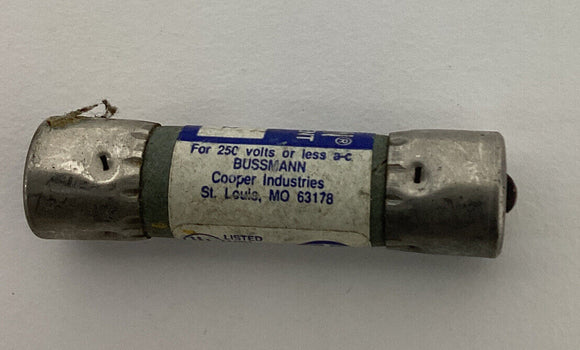 For 250 volts or less a-c.
BUSSMANN
Cooper Industries
St. Louis, MO 63178
LISTED